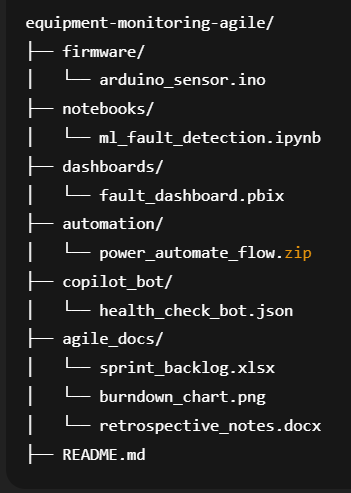 equipment-monitoring-agile/
├── firmware/
│   └── arduino_sensor.ino
├── notebooks/
│   └── ml_fault_detection.ipynb
├── dashboards/
│   └── fault_dashboard.pbix
├── automation/
│   └── power_automate_flow.zip
├── copilot_bot/
│   └── health_check_bot.json
├── agile_docs/
│   └── sprint_backlog.xlsx
│   └── burndown_chart.png
│   └── retrospective_notes.docx
├── README.md